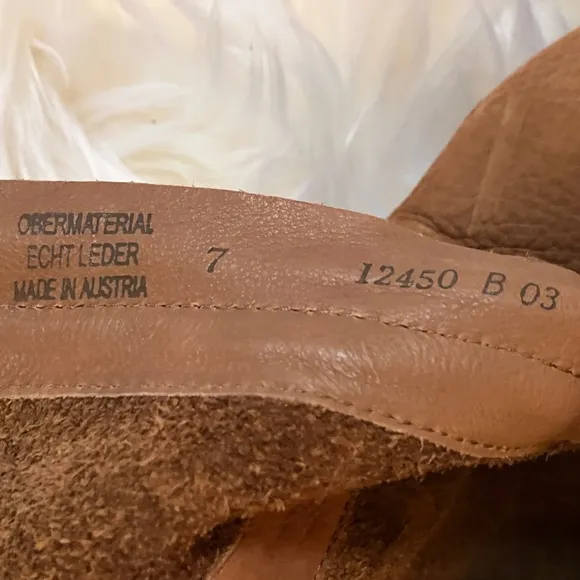 OBERMATERIAL
ECHT LEDER
MADE IN AUSTRIA
7
12450 B 03